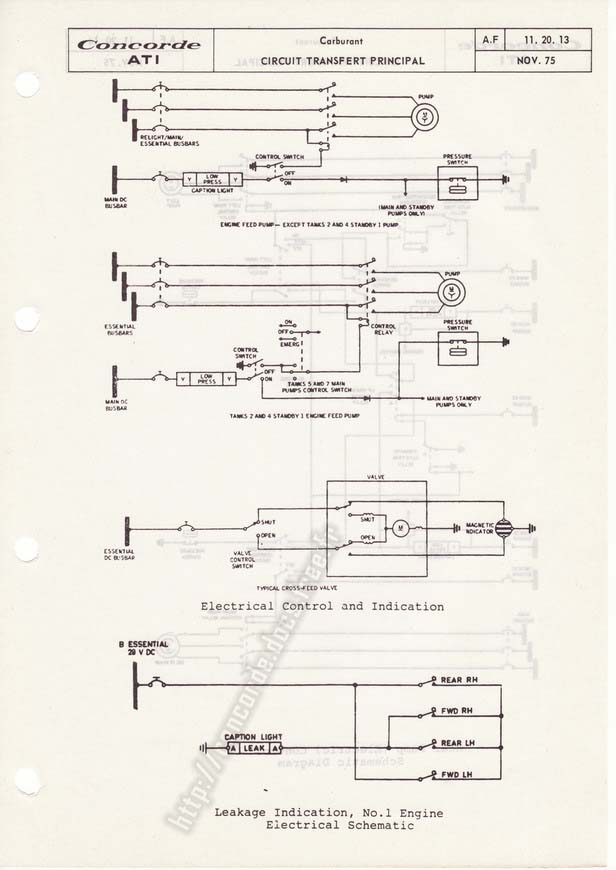 Concorde
ATI
Carburant
CIRCUIT TRANSFERT PRINCIPAL
A.F
11. 20. 13
NOV. 75
PUMP
RELIGHT/MAIN/
ESSENTIAL BUSBARS
CONTROL SWITCH
OFF
ON
PRESSURE
SWITCH
Y
LOW
PRESS
Y
CAPTION LIGHT
MAIN DC
BUSBAR
(MAIN AND STANDBY
PUMPS ONLY)
ENGINE FEED PUMP— EXCEPT TANKS 2 AND 4 STANDBY 1 PUMP
PUMP
M
ESSENTIAL
BUSBARS
ON
OFF
EMERG
CONTROL
RELAY
PRESSURE
SWITCH
CONTROL
SWITCH
OFF
ON
Y
LOW
PRESS
Y
TANKS 5 AND 7 MAIN
PUMPS CONTROL SWITCH
MAIN DC
BUSBAR
MAIN AND STANDBY
PUMPS ONLY
TANKS 2 AND 4 STANDBY 1 ENGINE FEED PUMP
VALVE
SHUT
SHUT
M
MAGNETIC
INDICATOR
OPEN
OPEN
ESSENTIAL
DC BUSBAR
VALVE
CONTROL
SWITCH
TYPICAL CROSS-FEED VALVE
Electrical Control and Indication
B ESSENTIAL
28 V DC
REAR RH
FWD RH
CAPTION LIGHT
A LEAK A
REAR LH
FWD LH
Leakage Indication, No.1 Engine
Electrical Schematic
http://concorde.docs.free.fr